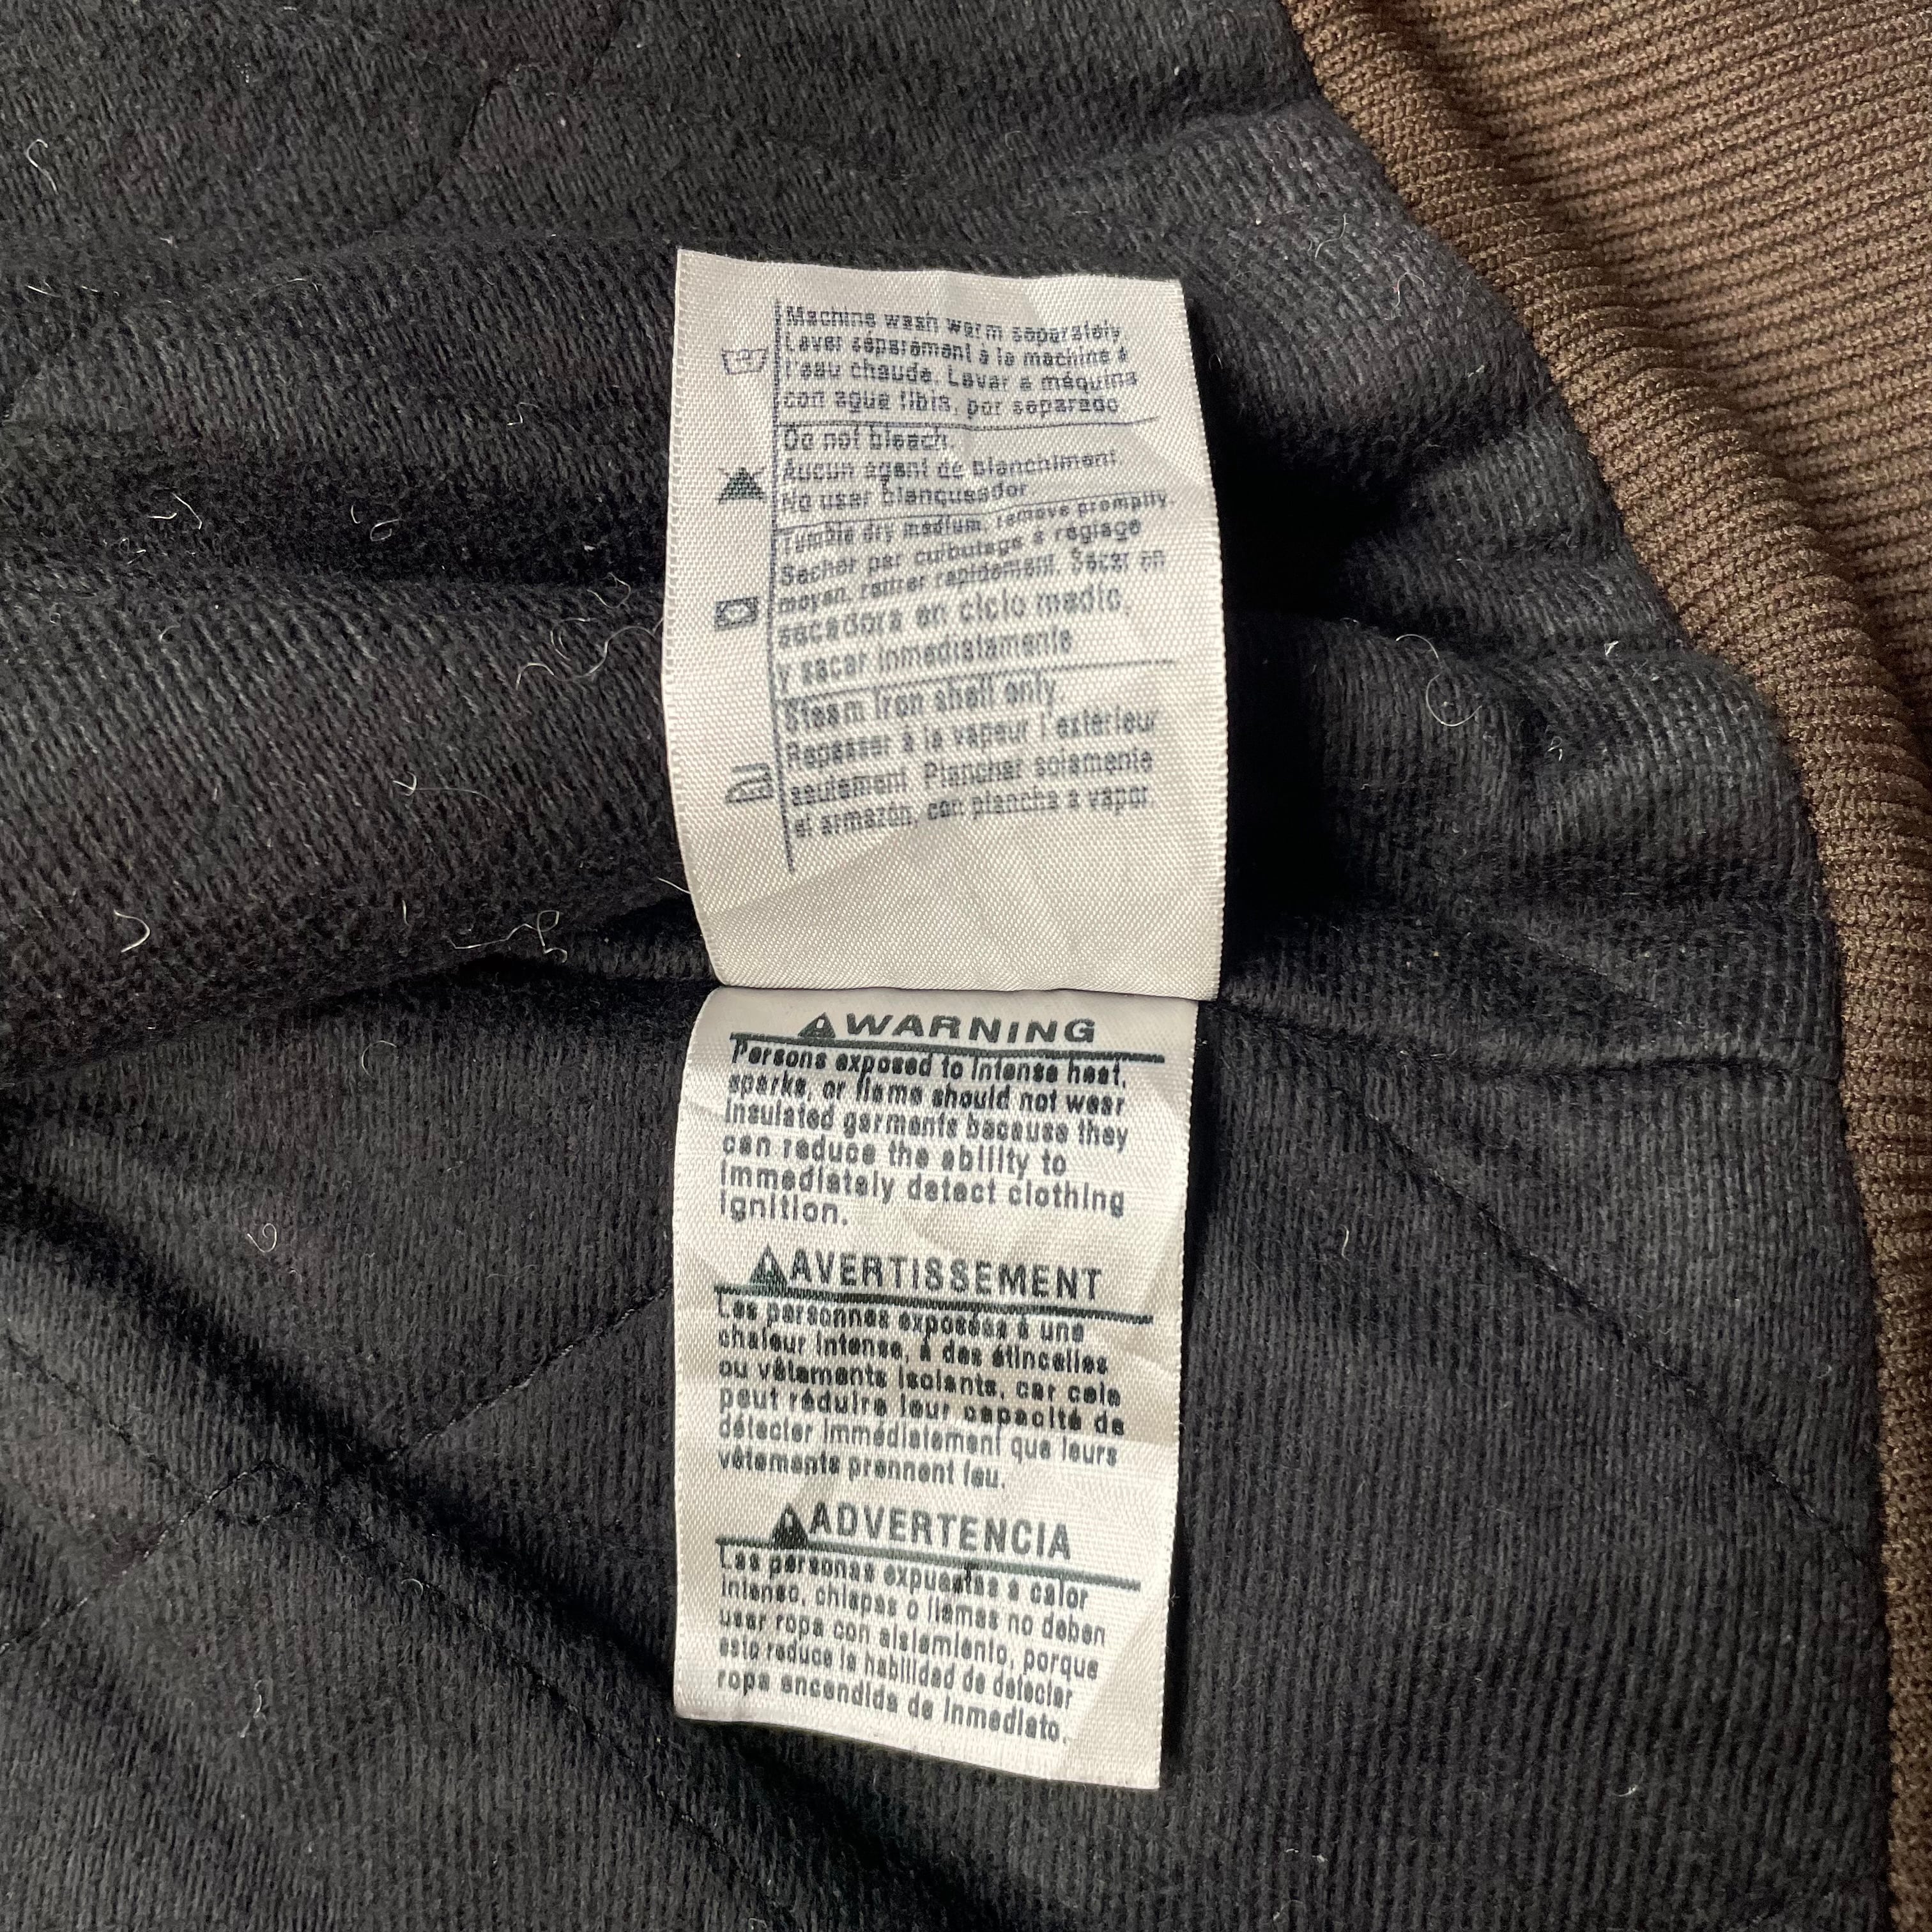 Machine wash warm separately
Laver séparément à la machine à
l'eau chaude. Lavar a máquina
con agua tibia, por separado
Do not bleach.
Aucun agent de blanchiment.
No usar blanqueador
Tumble dry medium, remove promptly
Secher par culbutage à réglage
moyen, retirer rapidement. Secar en
secadora en ciclo medio,
y sacar inmediatamente
Steam iron shell only
Repasser à la vapeur l'extérieur
seulement. Planchar solamente
el armazón, con plancha a vapor.
WARNING
Persons exposed to intense heat,
sparks, or flame should not wear
insulated garments because they
can reduce the ability to
immediately detect clothing
ignition.
AVERTISSEMENT
Les personnes exposées à une
chaleur intense, à des étincelles
ou vêtements isolants, car cela
peut réduire leur capacité de
détecter immédiatement que leurs
vêtements prennent feu.
ADVERTENCIA
Las personas expuestas a calor
intenso, chispas o llamas no deben
usar ropa con aislamiento, porque
esto reduce la habilidad de detectar
ropa encendida de inmediato.